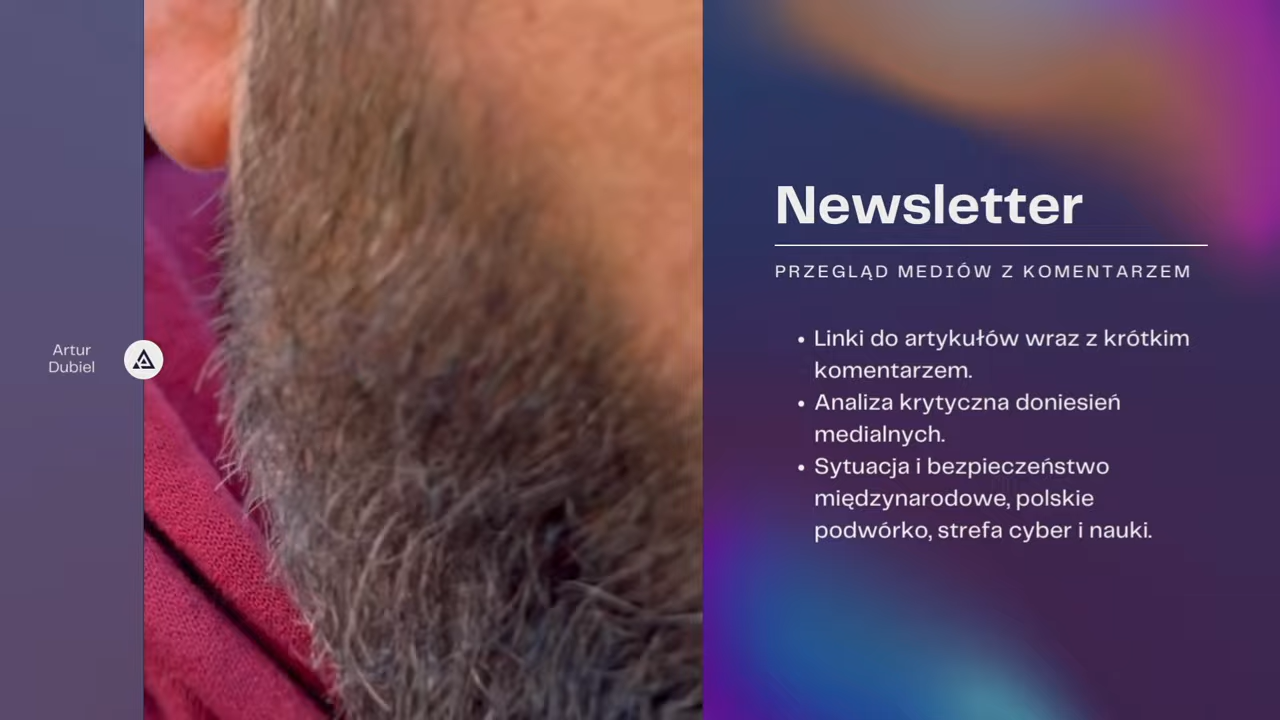 Artur
Dubiel
Newsletter
PRZEGLĄD MEDIÓW Z KOMENTARZEM
• Linki do artykułów wraz z krótkim
komentarzem.
• Analiza krytyczna doniesień
medialnych.
• Sytuacja i bezpieczeństwo
międzynarodowe, polskie
podwórko, strefa cyber i nauki.